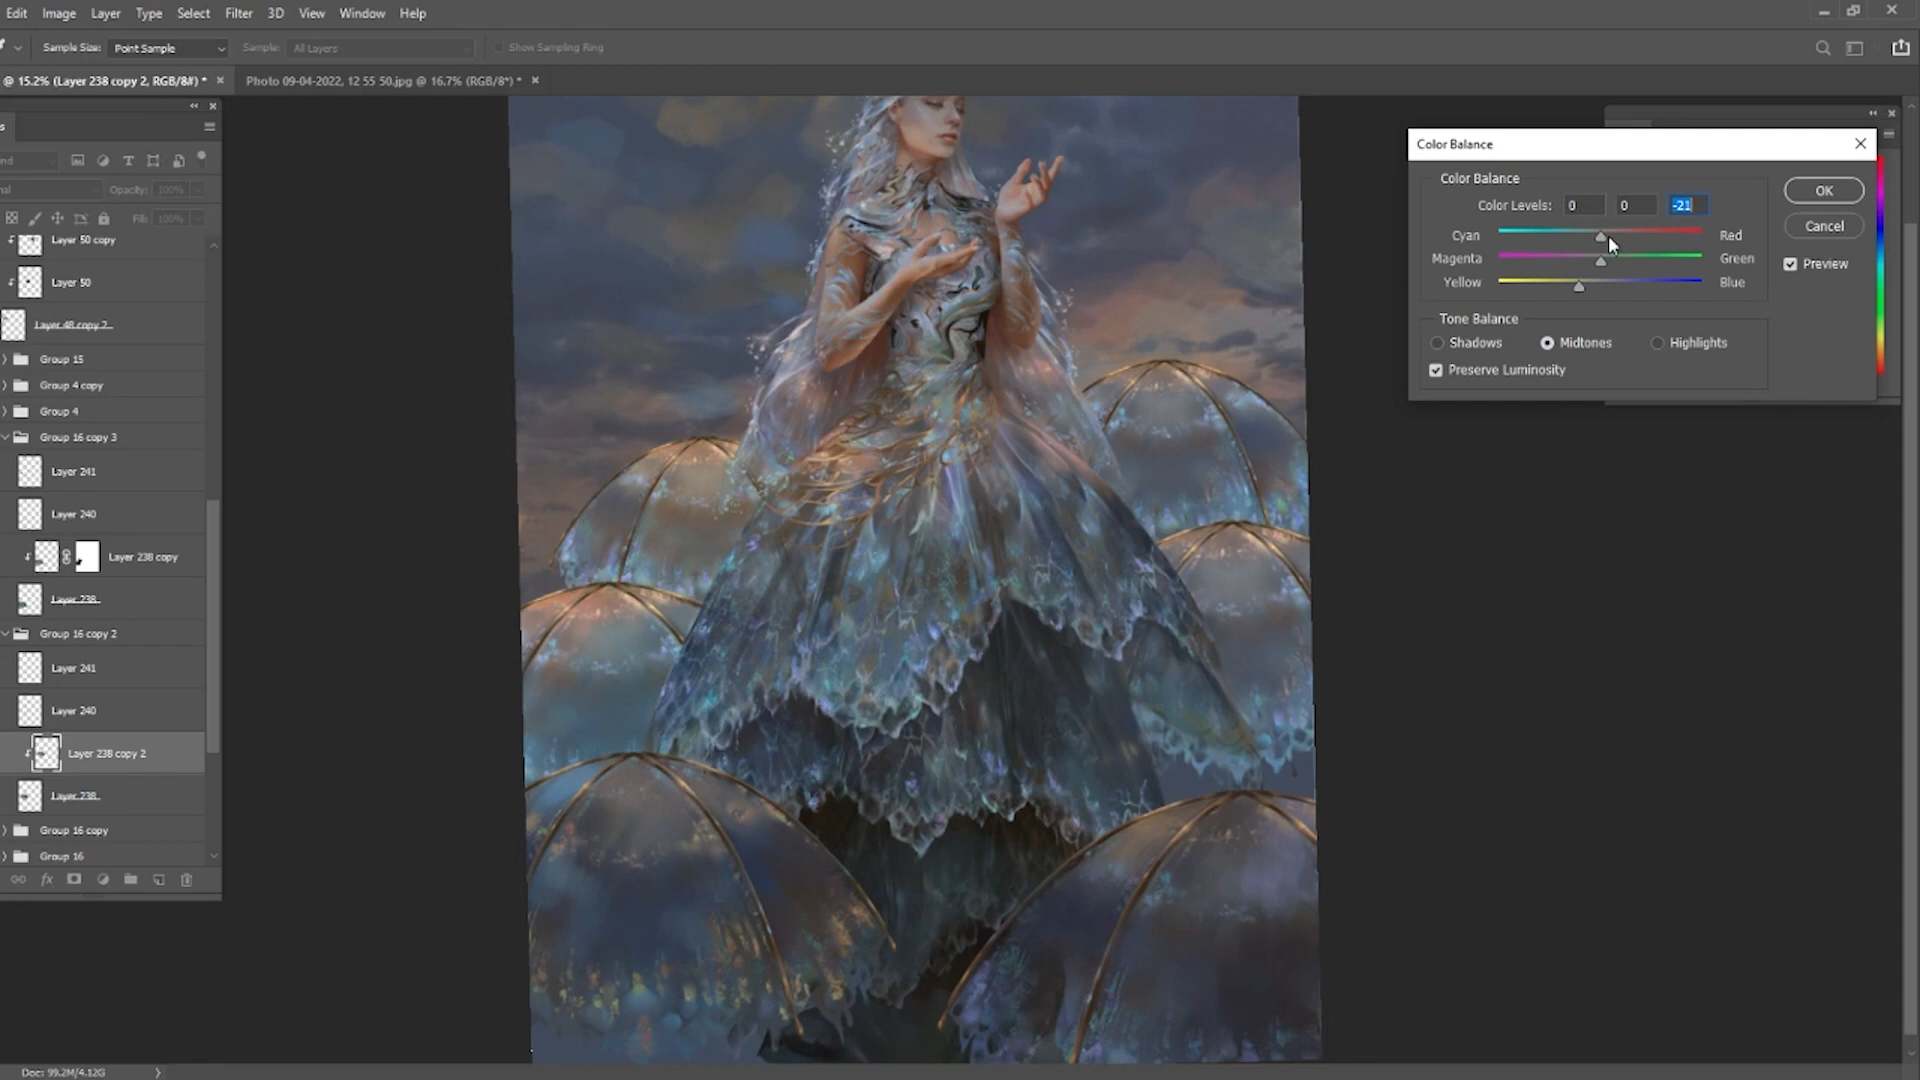 Edit Image Layer Type Select Filter 3D View Window Help
Sample Size: Point Sample Sample: All Layers Show Sampling Ring
@ 15.2% (Layer 238 copy 2, RGB/8#) * Photo 09-04-2022, 12 55 50.jpg @ 16.7% (RGB/8*) *
Opacity: 100%
Fill: 100%
Layer 50 copy
Layer 50
Layer 48 copy 2
Group 15
Group 4 copy
Group 4
Group 16 copy 3
Layer 241
Layer 240
Layer 238 copy
Layer 238
Group 16 copy 2
Layer 241
Layer 240
Layer 238 copy 2
Layer 238
Group 16 copy
Group 16
fx
Doc: 99.2M/4.12G
Color Balance
Color Balance
Color Levels: 0 0 -21
Cyan Red
Magenta Green
Yellow Blue
Tone Balance
Shadows Midtones Highlights
Preserve Luminosity
OK
Cancel
Preview